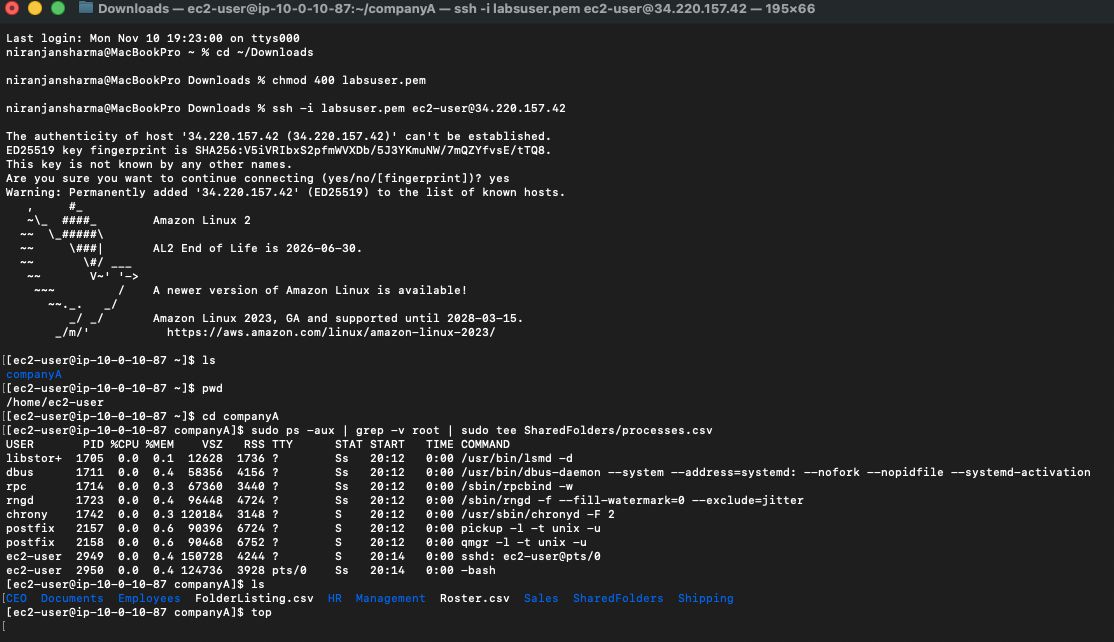 Downloads — ec2-user@ip-10-0-10-87:~/companyA — ssh -i labsuser.pem ec2-user@34.220.157.42 — 195×66
Last login: Mon Nov 10 19:23:00 on ttys000
niranjansharma@MacBookPro ~ % cd ~/Downloads
niranjansharma@MacBookPro Downloads % chmod 400 labsuser.pem
niranjansharma@MacBookPro Downloads % ssh -i labsuser.pem ec2-user@34.220.157.42
The authenticity of host '34.220.157.42 (34.220.157.42)' can't be established.
ED25519 key fingerprint is SHA256:V5iVRIbxS2pfmWVXDb/5J3YKmuNW/7mQZYfvsE/tTQ8.
This key is not known by any other names.
Are you sure you want to continue connecting (yes/no/[fingerprint])? yes
Warning: Permanently added '34.220.157.42' (ED25519) to the list of known hosts.
   ,     #_
   ~\_  ####_        Amazon Linux 2
  ~~  \_#####\
  ~~     \###|       AL2 End of Life is 2026-06-30.
  ~~       \#/ ___
   ~~       V~' '->
    ~~~         /    A newer version of Amazon Linux is available!
      ~~._.   _/
         _/ _/       Amazon Linux 2023, GA and supported until 2028-03-15.
       _/m/'           https://aws.amazon.com/linux/amazon-linux-2023/
[[ec2-user@ip-10-0-10-87 ~]$ ls
companyA
[[ec2-user@ip-10-0-10-87 ~]$ pwd
/home/ec2-user
[[ec2-user@ip-10-0-10-87 ~]$ cd companyA
[[ec2-user@ip-10-0-10-87 companyA]$ sudo ps -aux | grep -v root | sudo tee SharedFolders/processes.csv
USER       PID %CPU %MEM    VSZ   RSS TTY      STAT START   TIME COMMAND
libstor+  1705  0.0  0.1  12628  1736 ?        Ss   20:12   0:00 /usr/bin/lsmd -d
dbus      1711  0.0  0.4  58356  4156 ?        Ss   20:12   0:00 /usr/bin/dbus-daemon --system --address=systemd: --nofork --nopidfile --systemd-activation
rpc       1714  0.0  0.3  67360  3440 ?        Ss   20:12   0:00 /sbin/rpcbind -w
rngd      1723  0.0  0.4  96448  4724 ?        Ss   20:12   0:00 /sbin/rngd -f --fill-watermark=0 --exclude=jitter
chrony    1742  0.0  0.3 120184  3148 ?        S    20:12   0:00 /usr/sbin/chronyd -F 2
postfix   2157  0.0  0.6  90396  6724 ?        S    20:12   0:00 pickup -l -t unix -u
postfix   2158  0.0  0.6  90468  6752 ?        S    20:12   0:00 qmgr -l -t unix -u
ec2-user  2949  0.0  0.4 150728  4244 ?        S    20:14   0:00 sshd: ec2-user@pts/0
ec2-user  2950  0.0  0.4 124736  3928 pts/0    Ss   20:14   0:00 -bash
[ec2-user@ip-10-0-10-87 companyA]$ ls
[CEO  Documents  Employees  FolderListing.csv  HR  Management  Roster.csv  Sales  SharedFolders  Shipping
[ec2-user@ip-10-0-10-87 companyA]$ top
[